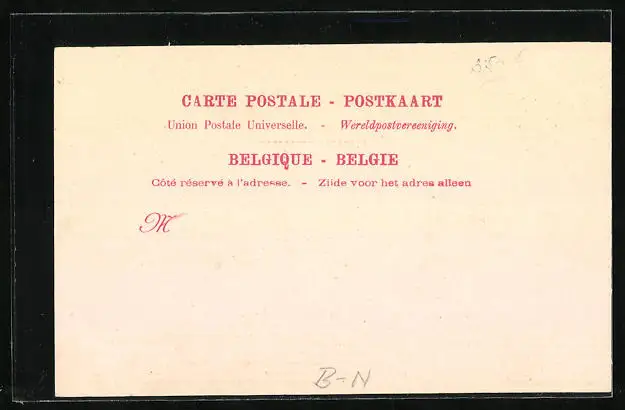 CARTE POSTALE - POSTKAART
Union Postale Universelle. - Wereldpostvereeniging.
BELGIQUE - BELGIE
Côté réservé à l'adresse. - Zijde voor het adres alleen
M
B-N